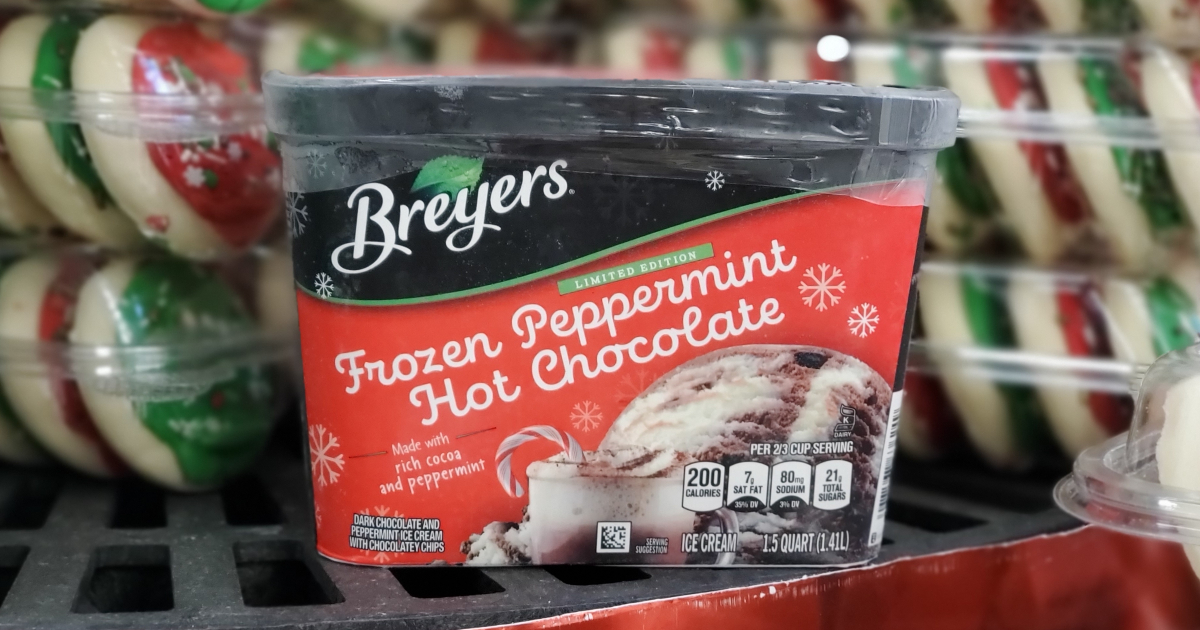 Breyers
LIMITED EDITION
Frozen Peppermint
Hot Chocolate
Made with
rich cocoa
and peppermint
DARK CHOCOLATE AND
PEPPERMINT ICE CREAM
WITH CHOCOLATEY CHIPS
K
DAIRY
PER 2/3 CUP SERVING
200
CALORIES
7g
SAT FAT
35% DV
80mg
SODIUM
3% DV
21g
TOTAL
SUGARS
SERVING
SUGGESTION
ICE CREAM 1.5 QUART (1.41L)